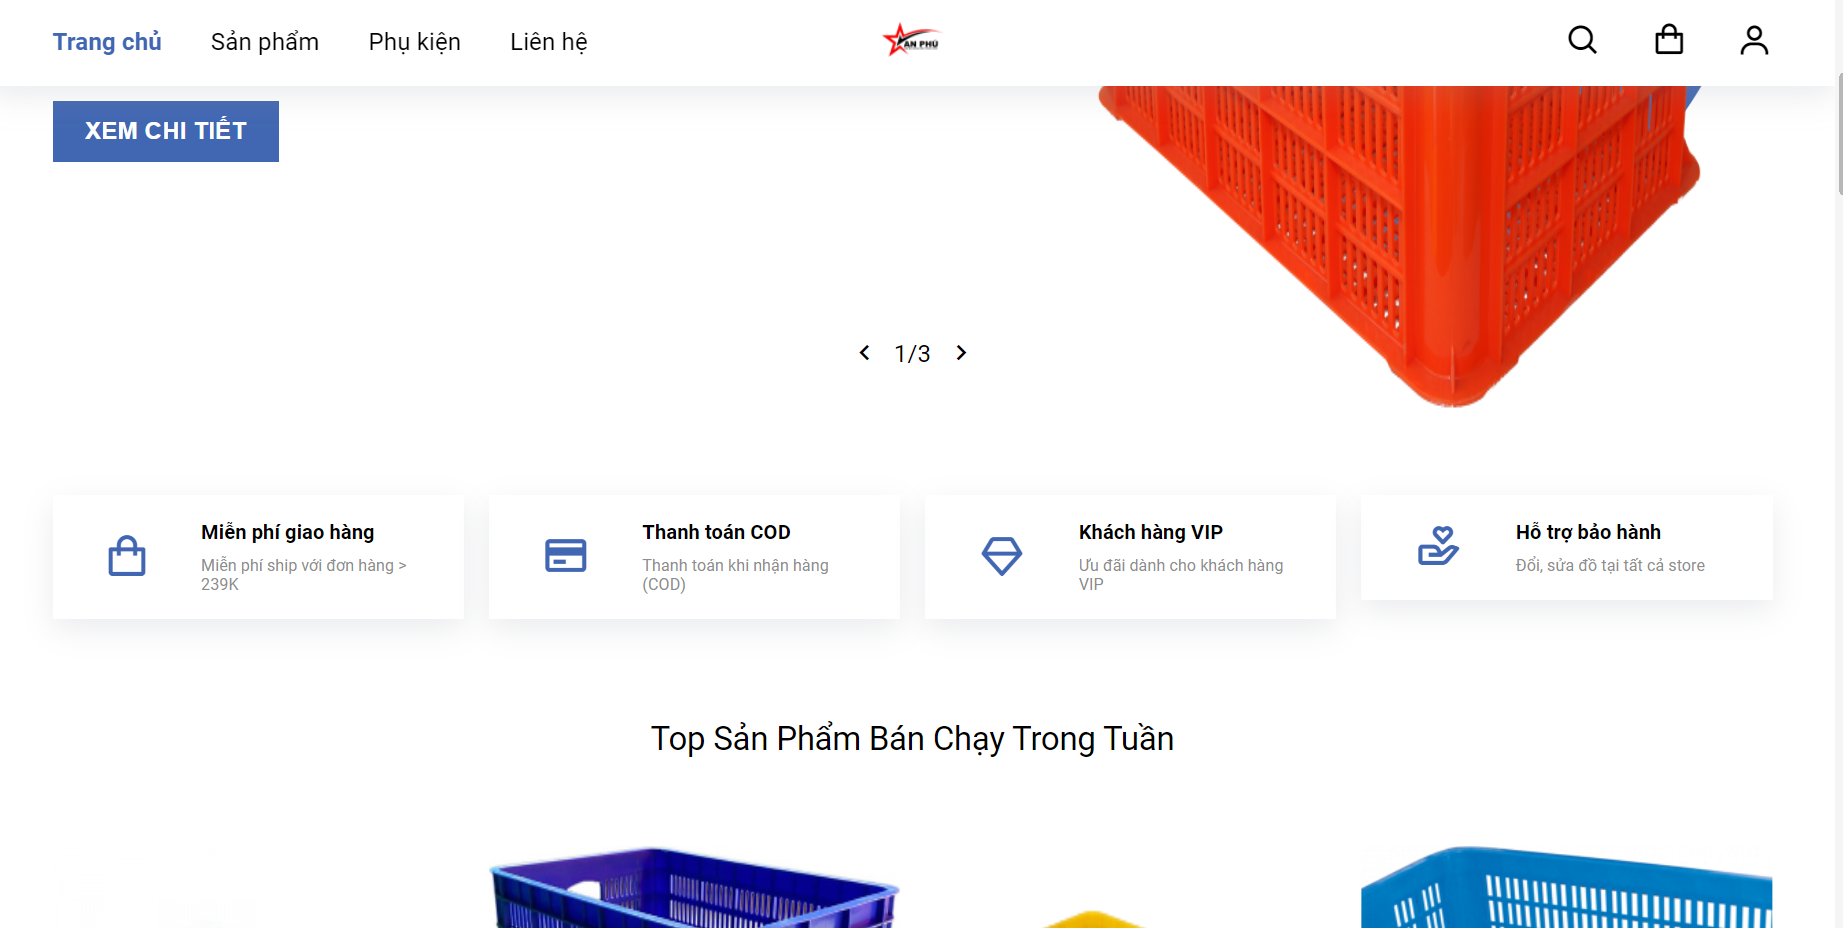 Trang chủ
Sản phẩm
Phụ kiện
Liên hệ
AN PHÚ
XEM CHI TIẾT
1/3
Miễn phí giao hàng
Miễn phí ship với đơn hàng >
239K
Thanh toán COD
Thanh toán khi nhận hàng
(COD)
Khách hàng VIP
Ưu đãi dành cho khách hàng
VIP
Hỗ trợ bảo hành
Đổi, sửa đồ tại tất cả store
Top Sản Phẩm Bán Chạy Trong Tuần